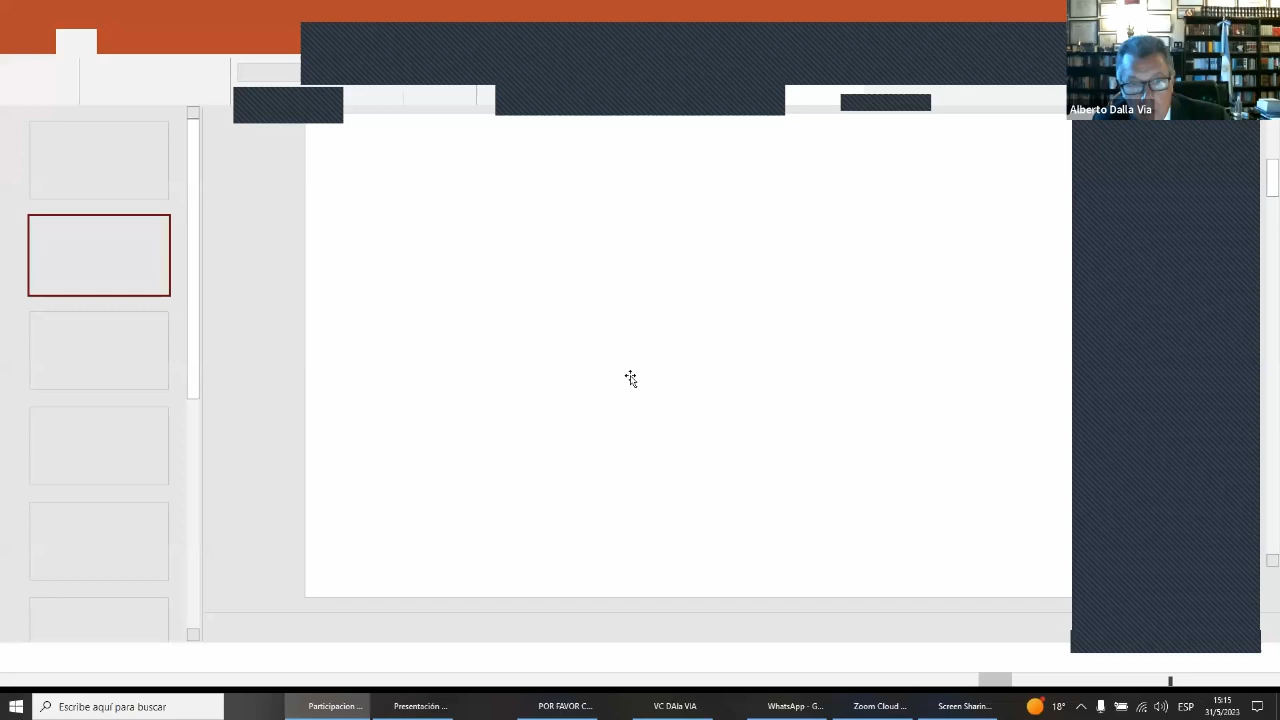 Alberto Dalla Via
Escribe aquí para buscar
Participacion ...
Presentación ...
POR FAVOR C...
VC DAla VIA
WhatsApp - G...
Zoom Cloud ...
Screen Sharin...
18°
ESP
15:15
31/5/2023